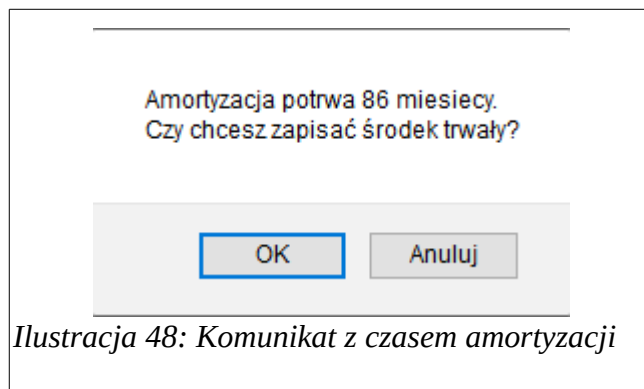 Amortyzacja potrwa 86 miesiecy.
Czy chcesz zapisać środek trwały?
OK
Anuluj
Ilustracja 48: Komunikat z czasem amortyzacji